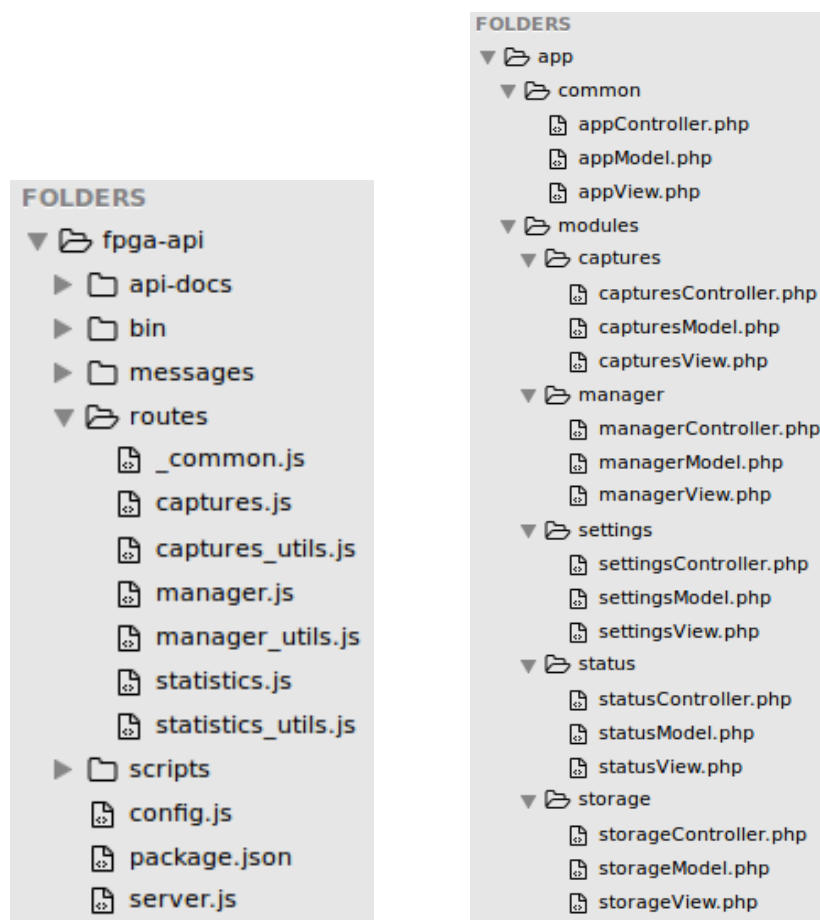 FOLDERS
fpga-api
api-docs
bin
messages
routes
_common.js
captures.js
captures_utils.js
manager.js
manager_utils.js
statistics.js
statistics_utils.js
scripts
config.js
package.json
server.js
FOLDERS
app
common
appController.php
appModel.php
appView.php
modules
captures
capturesController.php
capturesModel.php
capturesView.php
manager
managerController.php
managerModel.php
managerView.php
settings
settingsController.php
settingsModel.php
settingsView.php
status
statusController.php
statusModel.php
statusView.php
storage
storageController.php
storageModel.php
storageView.php